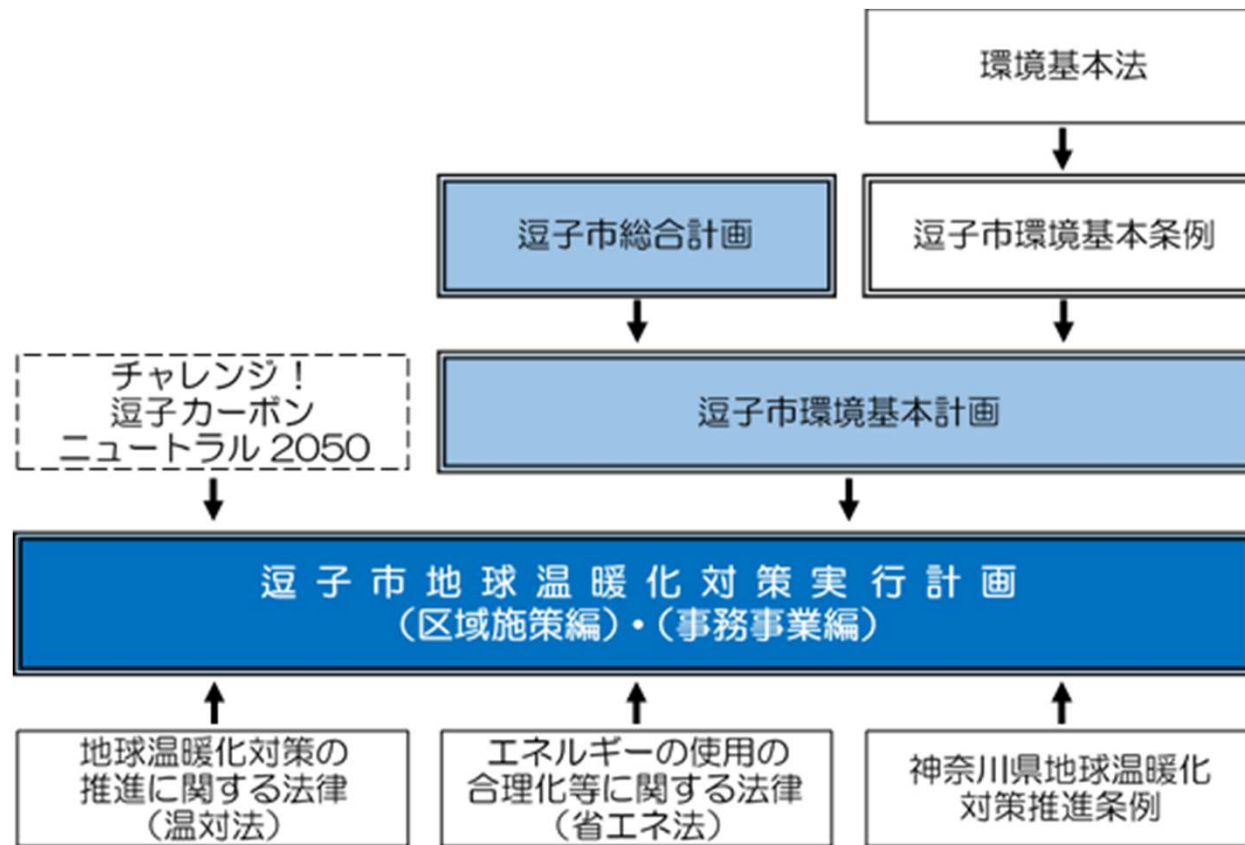 環境基本法
逗子市総合計画
逗子市環境基本条例
チャレンジ！
逗子カーボン
ニュートラル 2050
逗子市環境基本計画
逗子市地球温暖化対策実行計画
（区域施策編）・（事務事業編）
地球温暖化対策の
推進に関する法律
（温対法）
エネルギーの使用の
合理化等に関する法律
（省エネ法）
神奈川県地球温暖化
対策推進条例